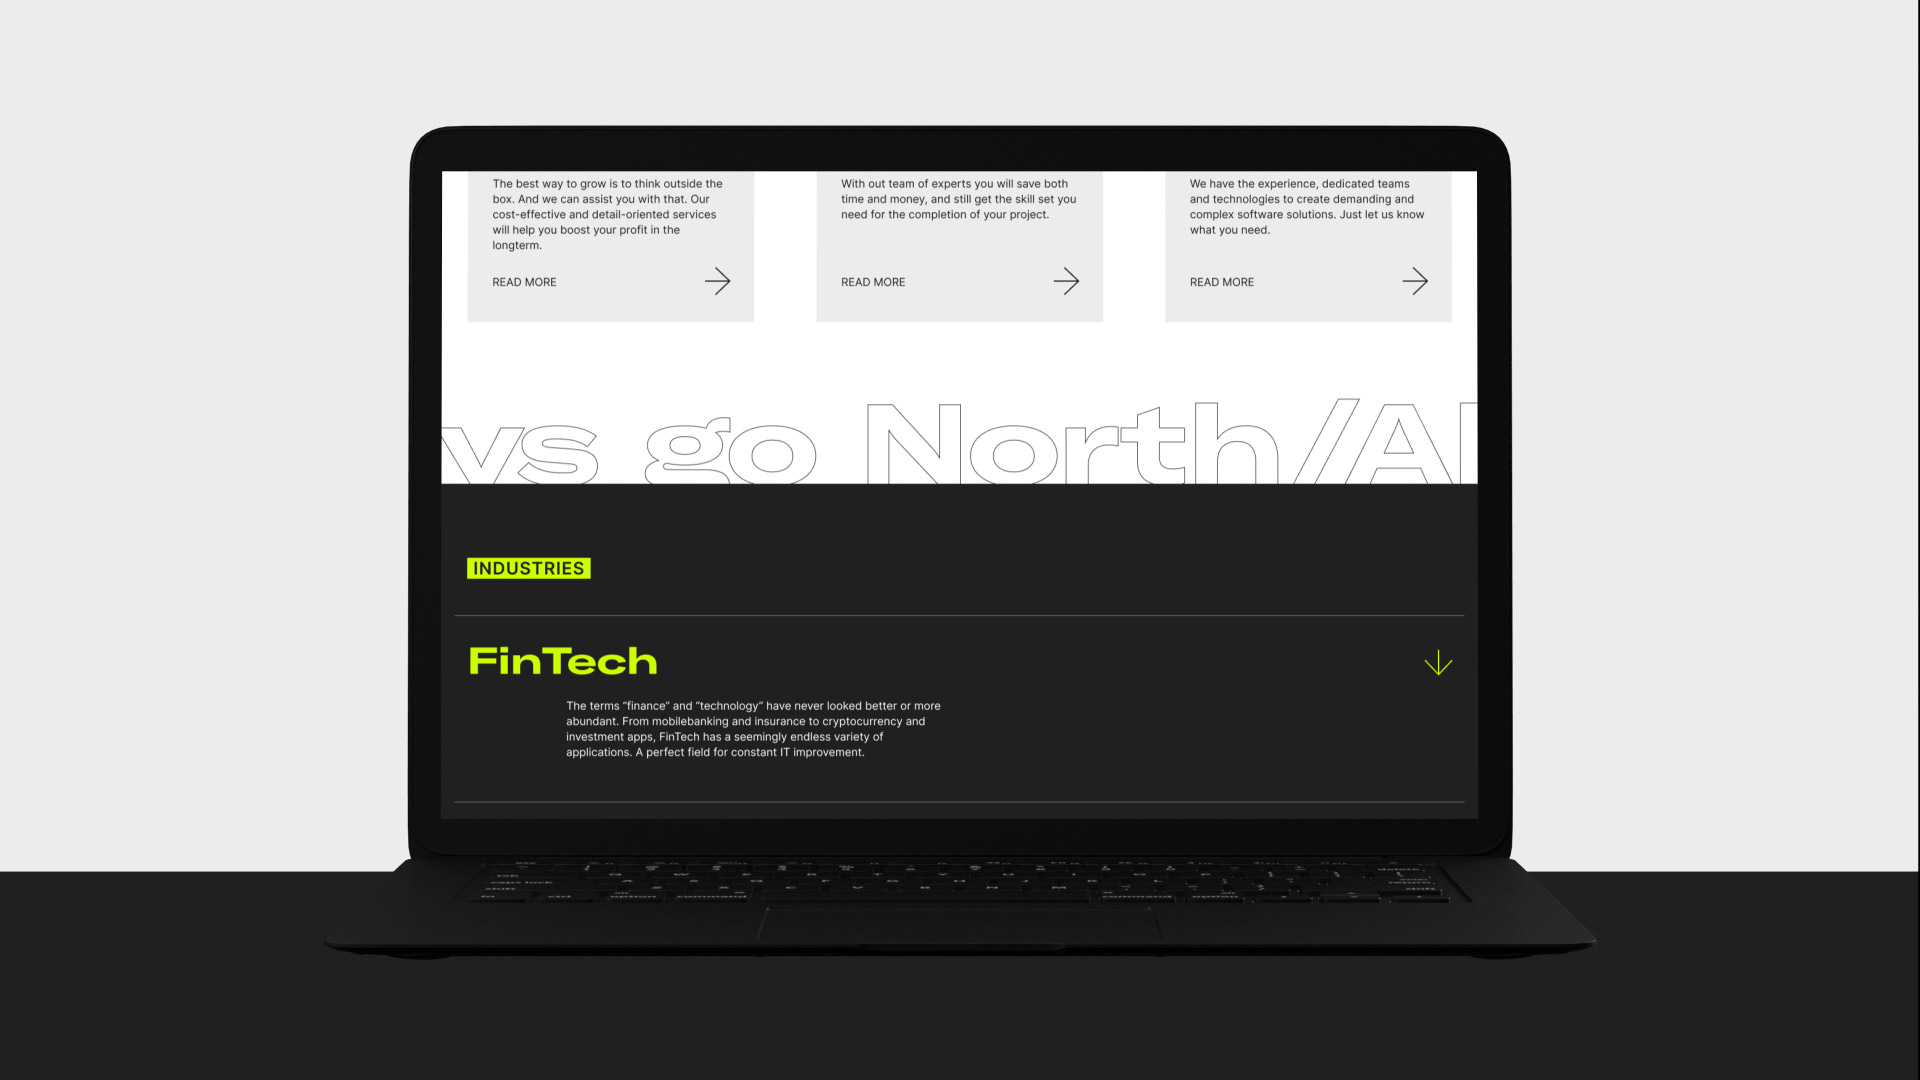 The best way to grow is to think outside the
box. And we can assist you with that. Our
cost-effective and detail-oriented services
will help you boost your profit in the
longterm.
READ MORE
With out team of experts you will save both
time and money, and still get the skill set you
need for the completion of your project.
READ MORE
We have the experience, dedicated teams
and technologies to create demanding and
complex software solutions. Just let us know
what you need.
READ MORE
ys go North/Al
INDUSTRIES
FinTech
The terms “finance” and “technology” have never looked better or more
abundant. From mobilebanking and insurance to cryptocurrency and
investment apps, FinTech has a seemingly endless variety of
applications. A perfect field for constant IT improvement.